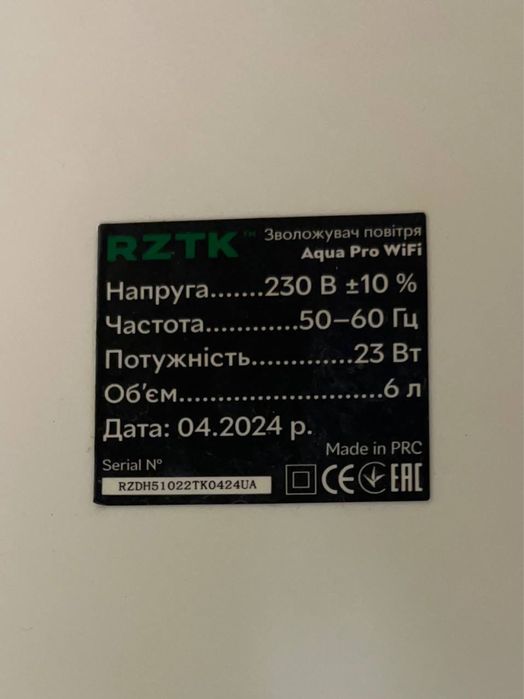 RZTK™ Зволожувач повітря
Aqua Pro WiFi
Напруга.......230 В ±10 %
Частота............50–60 Гц
Потужність.............23 Вт
Об'єм..........................6 л
Дата: 04.2024 р.
Made in PRC
Serial N°
RZDH51022TK0424UA
CE EAC